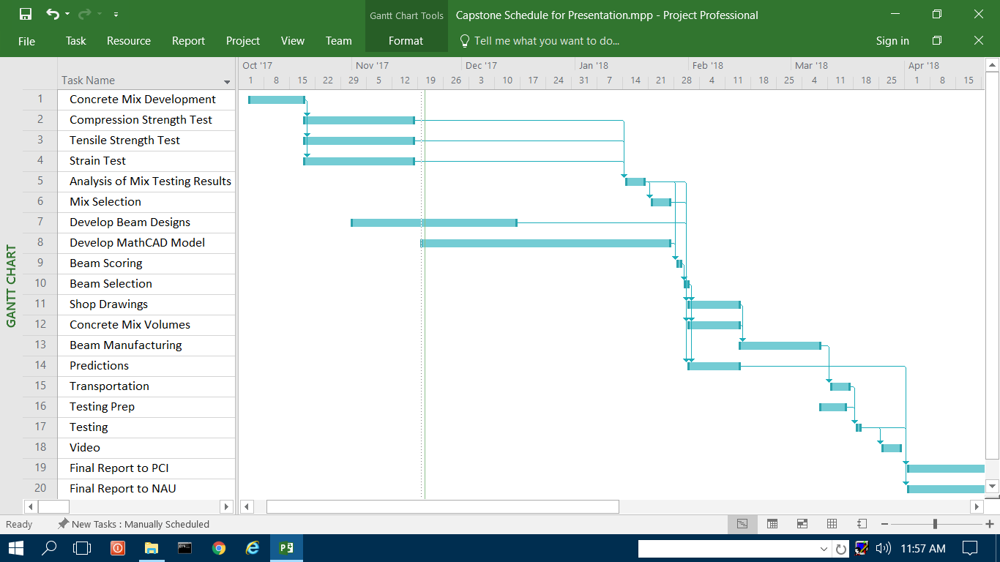 Gantt Chart Tools Capstone Schedule for Presentation.mpp - Project Professional
File Task Resource Report Project View Team Format Tell me what you want to do... Sign in
Oct '17 Nov '17 Dec '17 Jan '18 Feb '18 Mar '18 Apr '18
Task Name 1 8 15 22 29 5 12 19 26 3 10 17 24 31 7 14 21 28 4 11 18 25 4 11 18 25 1 8 15
1 Concrete Mix Development
2 Compression Strength Test
3 Tensile Strength Test
4 Strain Test
5 Analysis of Mix Testing Results
6 Mix Selection
7 Develop Beam Designs
8 Develop MathCAD Model
9 Beam Scoring
10 Beam Selection
11 Shop Drawings
12 Concrete Mix Volumes
13 Beam Manufacturing
14 Predictions
15 Transportation
16 Testing Prep
17 Testing
18 Video
19 Final Report to PCI
20 Final Report to NAU
GANTT CHART
Ready New Tasks : Manually Scheduled
11:57 AM